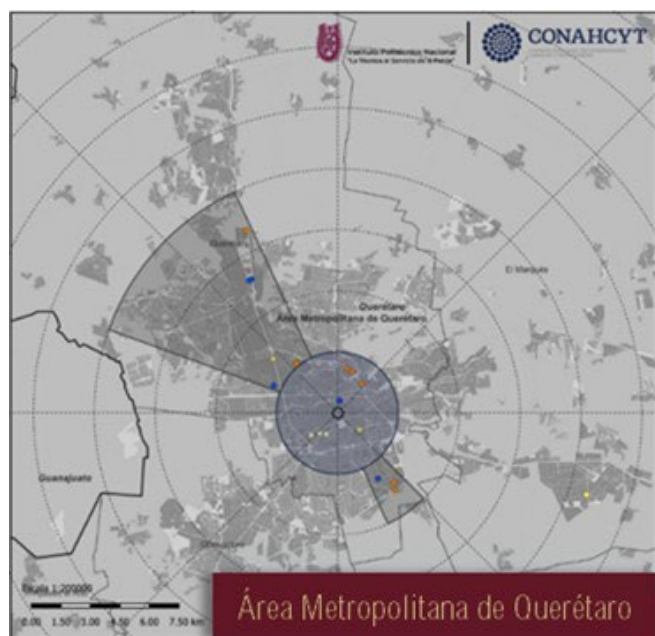 CONAHCYT
Instituto Politécnico Nacional
"La Técnica al Servicio de la Patria"
El Marqués
Querétaro
Área Metropolitana de Querétaro
Guanajuato
Escala 1:200000
0.00 1.50 3.00 4.50 6.00 7.50 km
Área Metropolitana de Querétaro